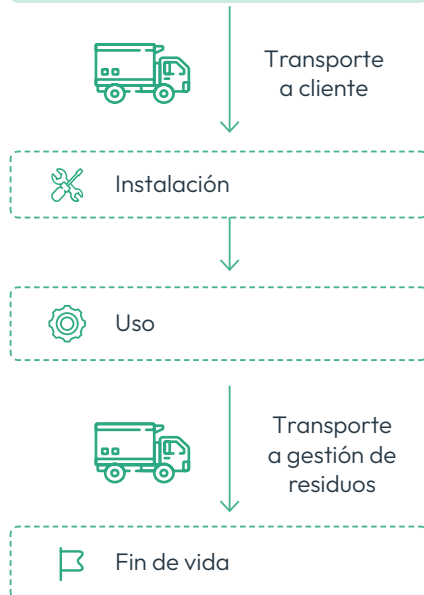 Transporte
a cliente
Instalación
Uso
Transporte
a gestión de
residuos
Fin de vida